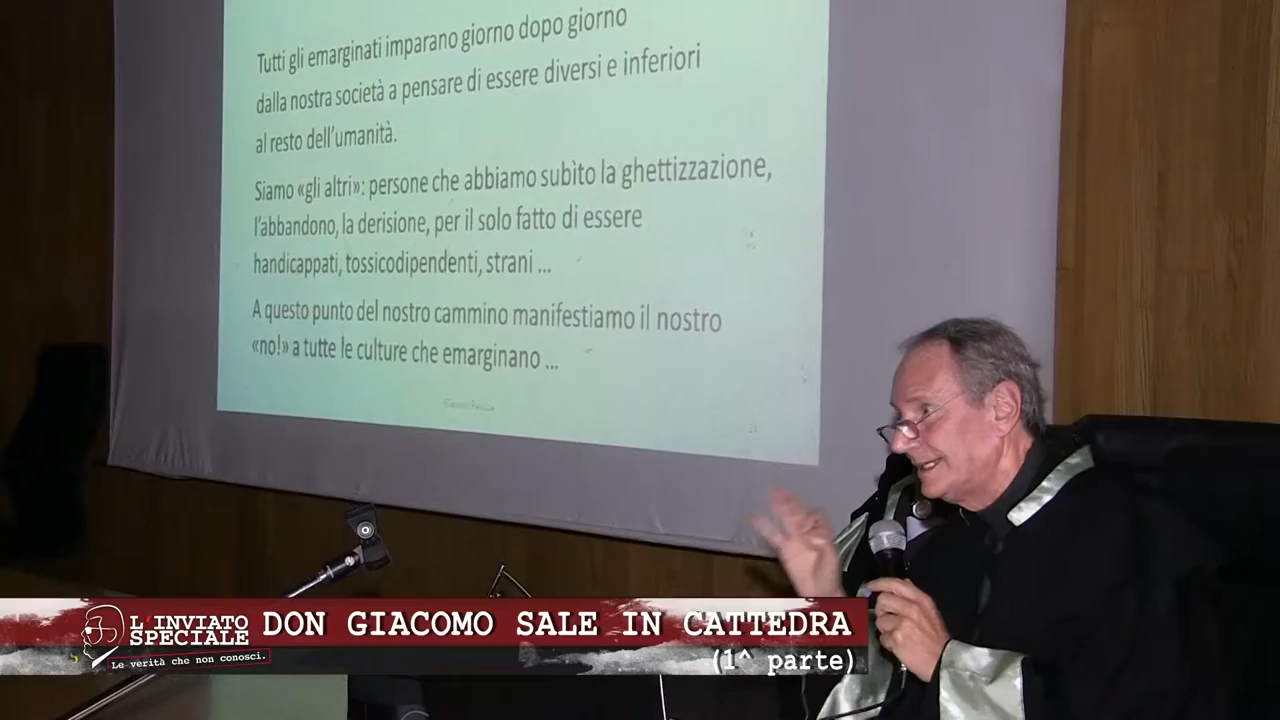 Tutti gli emarginati imparano giorno dopo giorno
dalla nostra società a pensare di essere diversi e inferiori
al resto dell'umanità.
Siamo «gli altri»: persone che abbiamo subìto la ghettizzazione,
l'abbandono, la derisione, per il solo fatto di essere
handicappati, tossicodipendenti, strani ...
A questo punto del nostro cammino manifestiamo il nostro
«no!» a tutte le culture che emarginano ...
L'INVIATO
SPECIALE
Le verità che non conosci.
DON GIACOMO SALE IN CATTEDRA
(1^ parte)